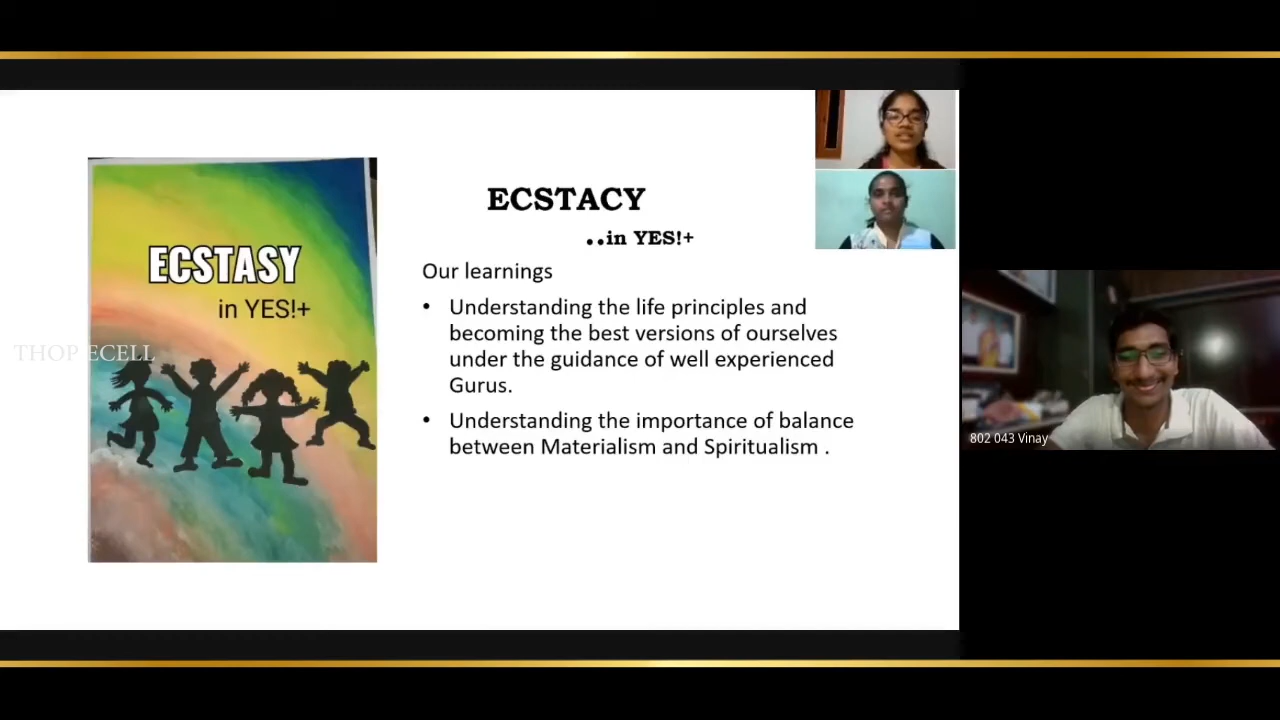 ECSTASY
in YES!+
THOP ECELL
ECSTACY
..in YES!+
Our learnings
• Understanding the life principles and
becoming the best versions of ourselves
under the guidance of well experienced
Gurus.
• Understanding the importance of balance
between Materialism and Spiritualism .
802 043 Vinay